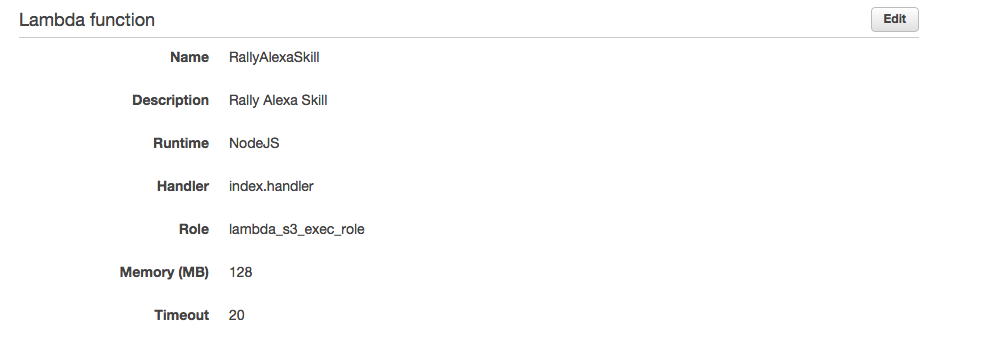 Lambda function Edit
Name RallyAlexaSkill
Description Rally Alexa Skill
Runtime NodeJS
Handler index.handler
Role lambda_s3_exec_role
Memory (MB) 128
Timeout 20